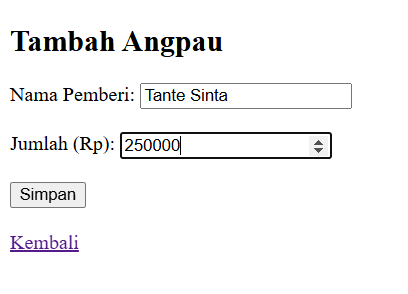 Tambah Angpau
Nama Pemberi: Tante Sinta
Jumlah (Rp): 250000
Simpan
Kembali